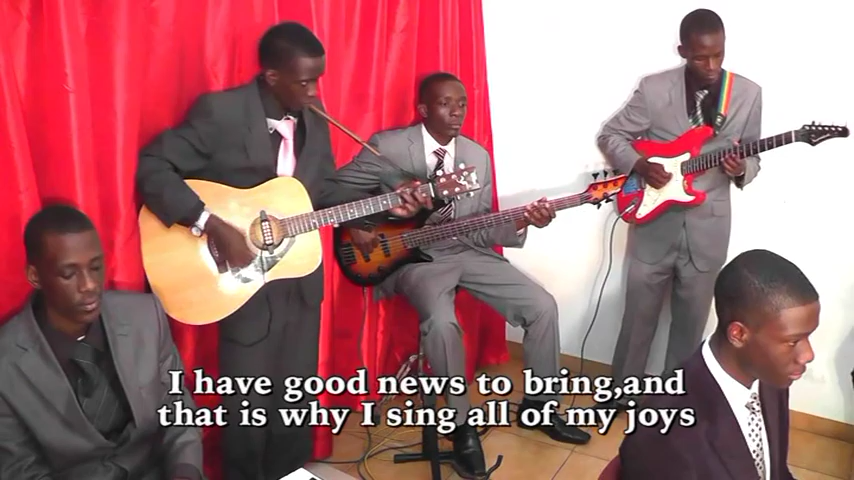 I have good news to bring,and
that is why I sing all of my joys